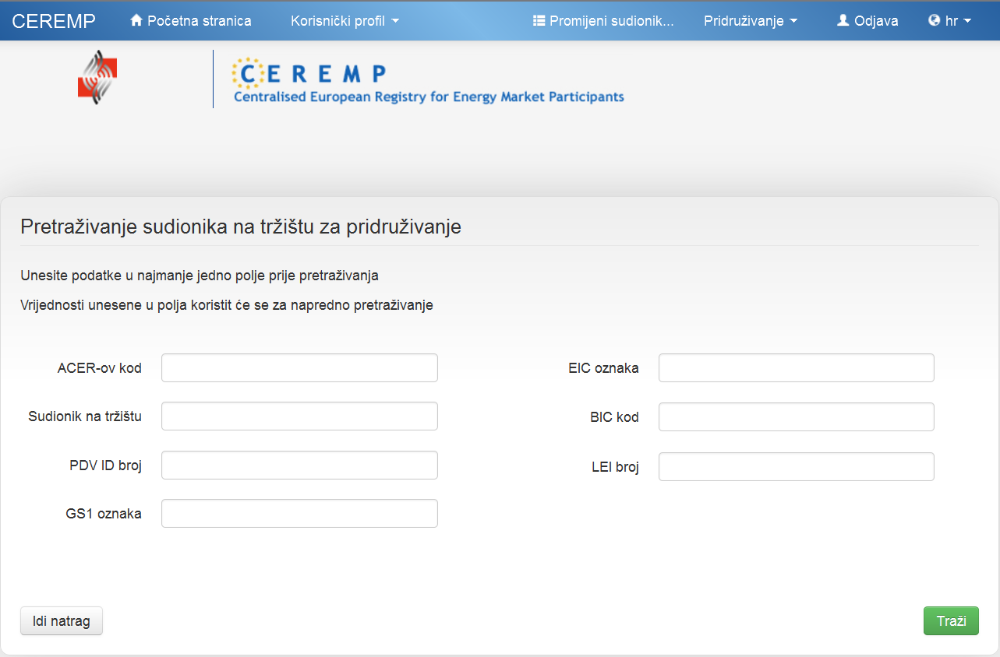 CEREMP Početna stranica Korisnički profil Promijeni sudionik... Pridruživanje Odjava hr
CEREMP
Centralised European Registry for Energy Market Participants
Pretraživanje sudionika na tržištu za pridruživanje
Unesite podatke u najmanje jedno polje prije pretraživanja
Vrijednosti unesene u polja koristit će se za napredno pretraživanje
ACER-ov kod EIC oznaka
Sudionik na tržištu BIC kod
PDV ID broj LEI broj
GS1 oznaka
Idi natrag Traži